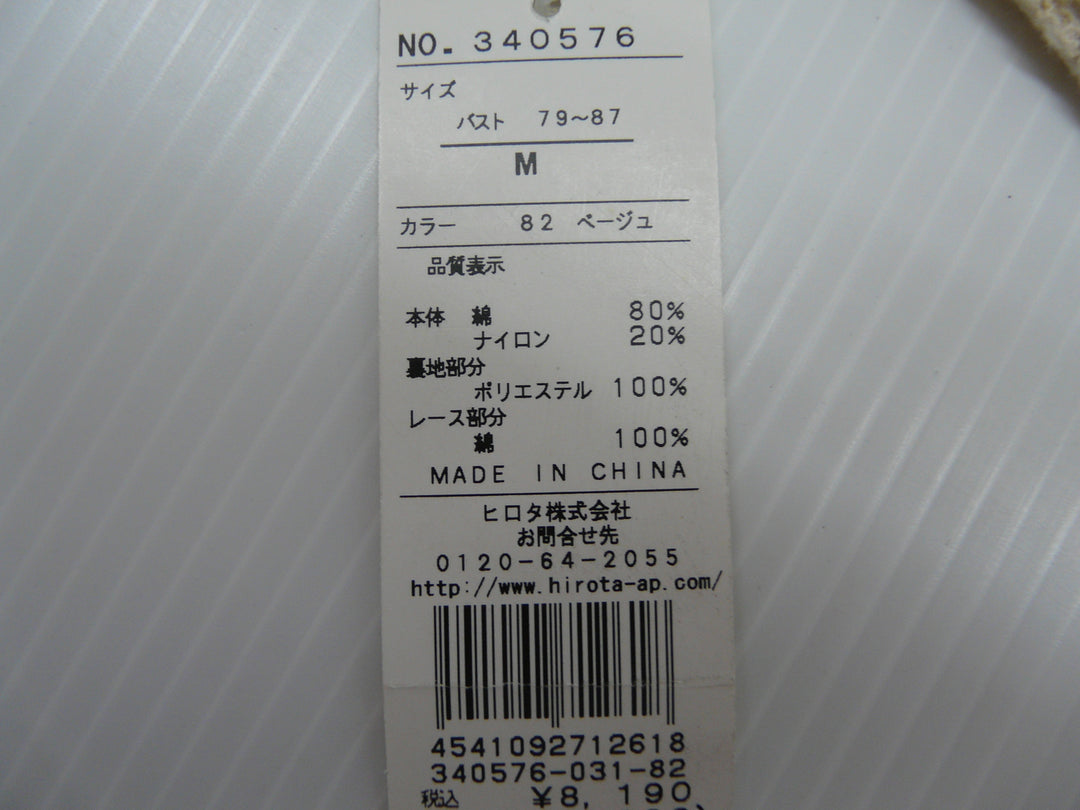 NO. 340576
サイズ
バスト 79～87
M
カラー 82 ベージュ
品質表示
本体 綿 80%
ナイロン 20%
裏地部分
ポリエステル 100%
レース部分
綿 100%
MADE IN CHINA
ヒロタ株式会社
お問合せ先
0120-64-2055
http://www.hirota-ap.com/
4541092712618
340576-031-82
税込 ¥8,190